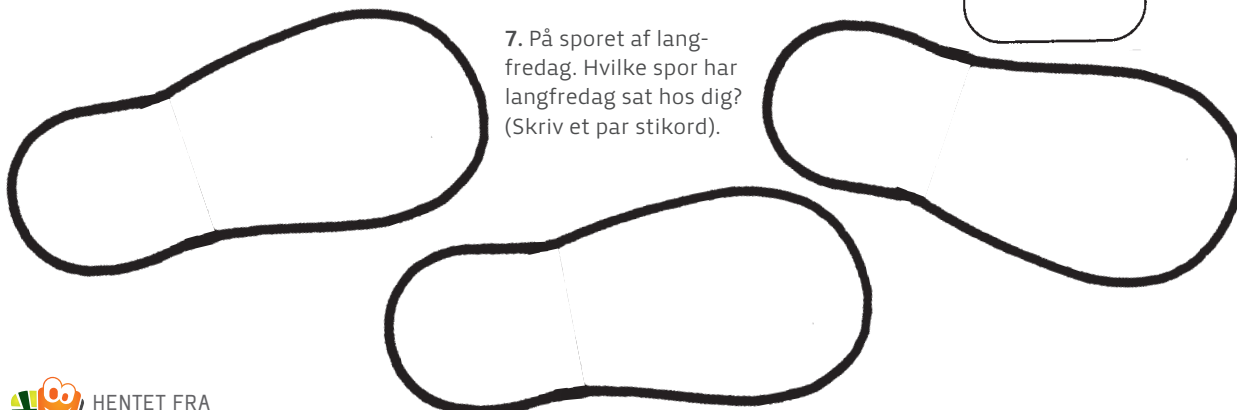 7. På sporet af lang-
fredag. Hvilke spor har
langfredag sat hos dig?
(Skriv et par stikord).
HENTET FRA